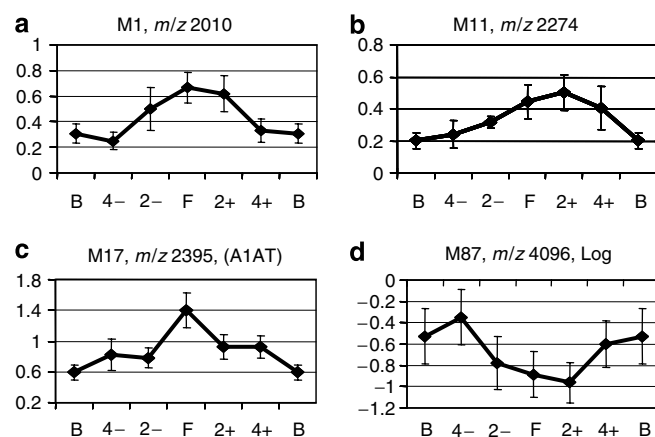 a
M1, m/z 2010
1
0.8
0.6
0.4
0.2
0
B 4− 2− F 2+ 4+ B
b
M11, m/z 2274
0.8
0.6
0.4
0.2
0
B 4− 2− F 2+ 4+ B
c
M17, m/z 2395, (A1AT)
1.8
1.4
1
0.6
0.2
B 4− 2− F 2+ 4+ B
d
M87, m/z 4096, Log
0
−0.2
−0.4
−0.6
−0.8
−1
−1.2
B 4− 2− F 2+ 4+ B